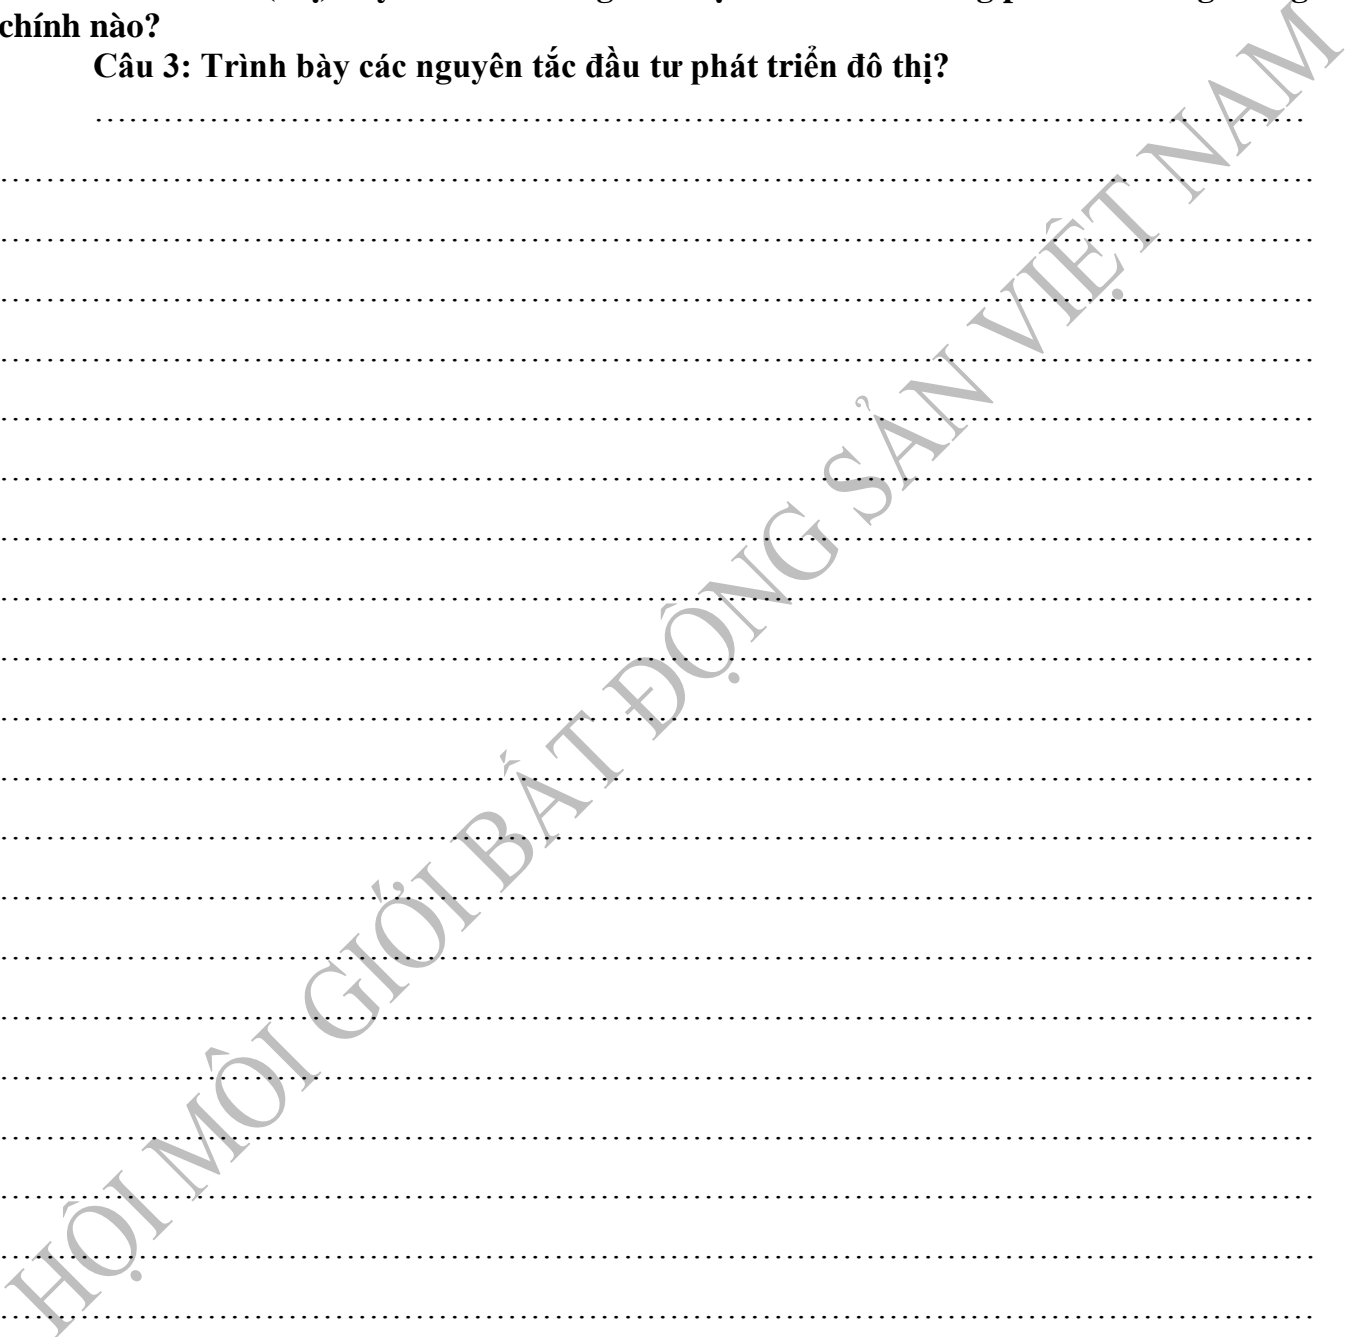 chính nào?
Câu 3: Trình bày các nguyên tắc đầu tư phát triển đô thị?
HỘI MÔI GIỚI BẤT ĐỘNG SẢN VIỆT NAM